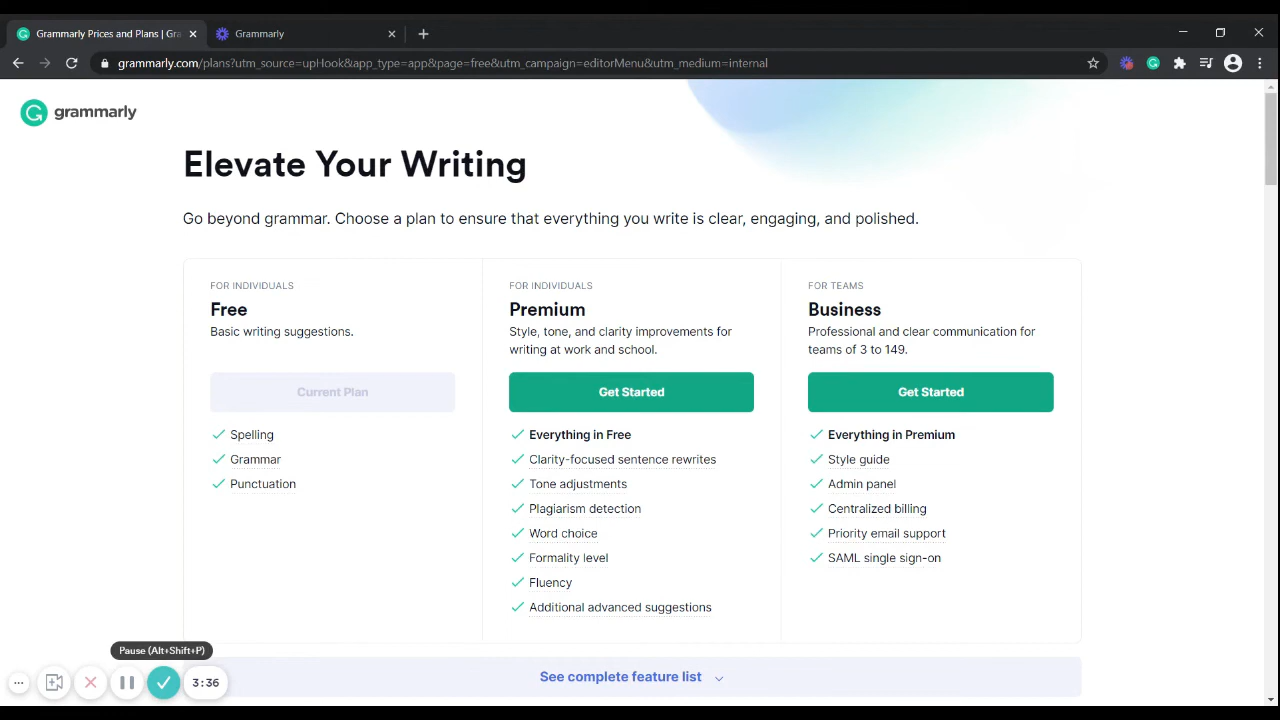 Grammarly Prices and Plans | Gra
Grammarly
grammarly.com/plans?utm_source=upHook&app_type=app&page=free&utm_campaign=editorMenu&utm_medium=internal
grammarly
Elevate Your Writing
Go beyond grammar. Choose a plan to ensure that everything you write is clear, engaging, and polished.
FOR INDIVIDUALS
Free
Basic writing suggestions.
Current Plan
Spelling
Grammar
Punctuation
FOR INDIVIDUALS
Premium
Style, tone, and clarity improvements for
writing at work and school.
Get Started
Everything in Free
Clarity-focused sentence rewrites
Tone adjustments
Plagiarism detection
Word choice
Formality level
Fluency
Additional advanced suggestions
FOR TEAMS
Business
Professional and clear communication for
teams of 3 to 149.
Get Started
Everything in Premium
Style guide
Admin panel
Centralized billing
Priority email support
SAML single sign-on
See complete feature list
Pause (Alt+Shift+P)
3:36